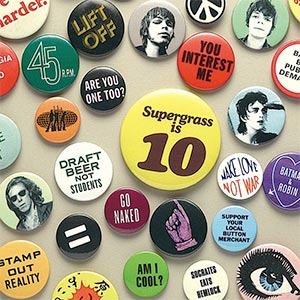 harder.
LIFT
OFF
45
R.P.M.
ARE YOU
ONE TOO?
YOU
INTEREST
ME
Supergrass
is
10
DRAFT
BEER
NOT
STUDENTS
GO
NAKED
MAKE LOVE
NOT WAR
BATMAN
ROBIN
SUPPORT
YOUR LOCAL
BUTTON
MERCHANT
=
STAMP
OUT
REALITY
AM I
COOL?
SOCRATES
EATS
HEMLOCK